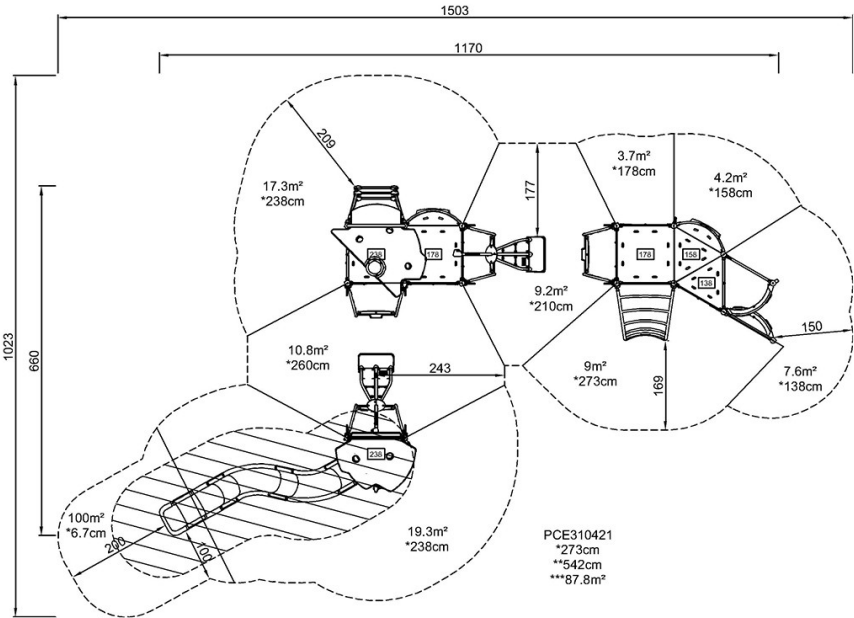 1503
1170
209
17.3m²
*238cm
177
3.7m²
*178cm
4.2m²
*158cm
1023
660
238
178
178
158
138
9.2m²
*210cm
150
10.8m²
*260cm
243
9m²
*273cm
169
7.6m²
*138cm
238
100m²
*6.7cm
200
100
19.3m²
*238cm
PCE310421
*273cm
**542cm
***87.8m²